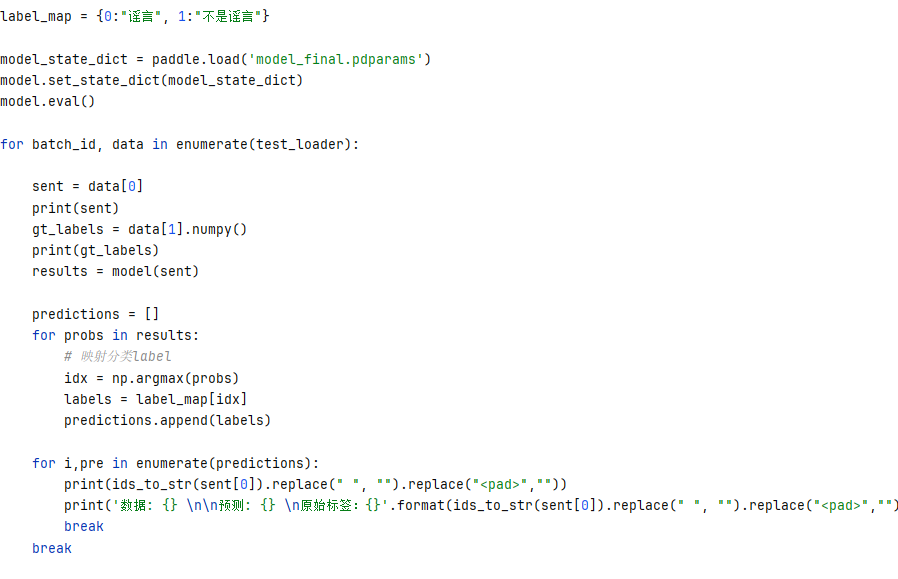 label_map = {0:"谣言", 1:"不是谣言"}
model_state_dict = paddle.load('model_final.pdparams')
model.set_state_dict(model_state_dict)
model.eval()
for batch_id, data in enumerate(test_loader):
sent = data[0]
print(sent)
gt_labels = data[1].numpy()
print(gt_labels)
results = model(sent)
predictions = []
for probs in results:
# 映射分类label
idx = np.argmax(probs)
labels = label_map[idx]
predictions.append(labels)
for i,pre in enumerate(predictions):
print(ids_to_str(sent[0]).replace(" ", "").replace("<pad>",""))
print('数据: {} \n\n预测: {} \n原始标签：{}'.format(ids_to_str(sent[0]).replace(" ", "").replace("<pad>","")
break
break